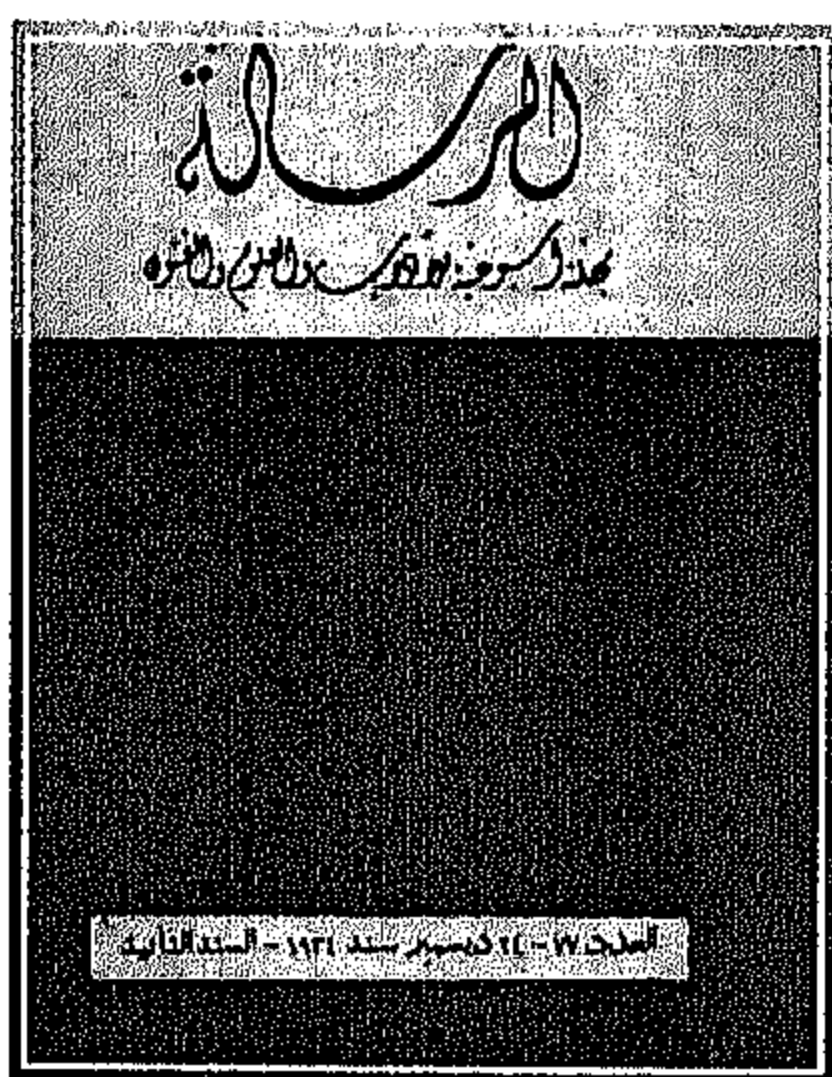 الرسالة
مجلة أسبوعية للآداب والعلوم والفنون
العدد ٧٧ - ٢٤ ديسمبر سنة ١٩٣٤ - السنة الثانية